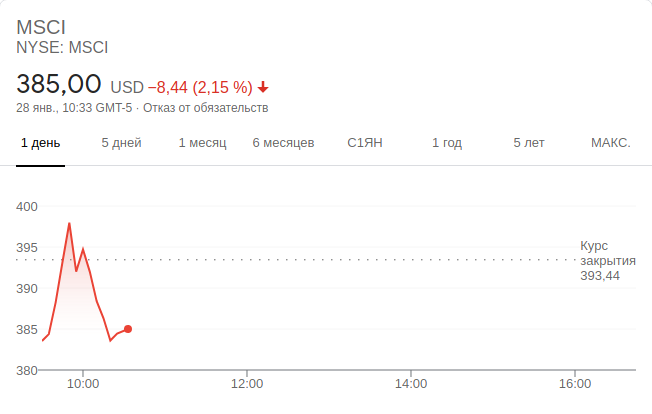 MSCI
NYSE: MSCI
385,00 USD −8,44 (2,15 %)
28 янв., 10:33 GMT-5 · Отказ от обязательств
1 день 5 дней 1 месяц 6 месяцев С1ЯН 1 год 5 лет МАКС.
400
395
390
385
380
Курс
закрытия
393,44
10:00 12:00 14:00 16:00